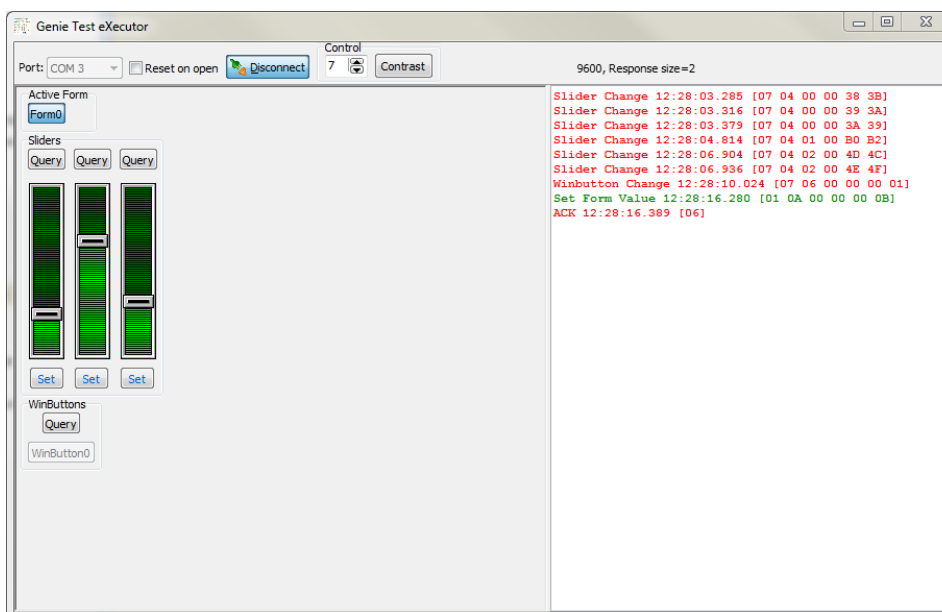 Genie Test eXecutor
Port: COM 3 Reset on open Disconnect Control 7 Contrast 9600, Response size=2
Active Form
Form0
Sliders
Query Query Query
Set Set Set
WinButtons
Query
WinButton0
Slider Change 12:28:03.285 [07 04 00 00 38 3B]
Slider Change 12:28:03.316 [07 04 00 00 39 3A]
Slider Change 12:28:03.379 [07 04 00 00 3A 39]
Slider Change 12:28:04.814 [07 04 01 00 B0 B2]
Slider Change 12:28:06.904 [07 04 02 00 4D 4C]
Slider Change 12:28:06.936 [07 04 02 00 4E 4F]
Winbutton Change 12:28:10.024 [07 06 00 00 00 01]
Set Form Value 12:28:16.280 [01 0A 00 00 00 0B]
ACK 12:28:16.389 [06]